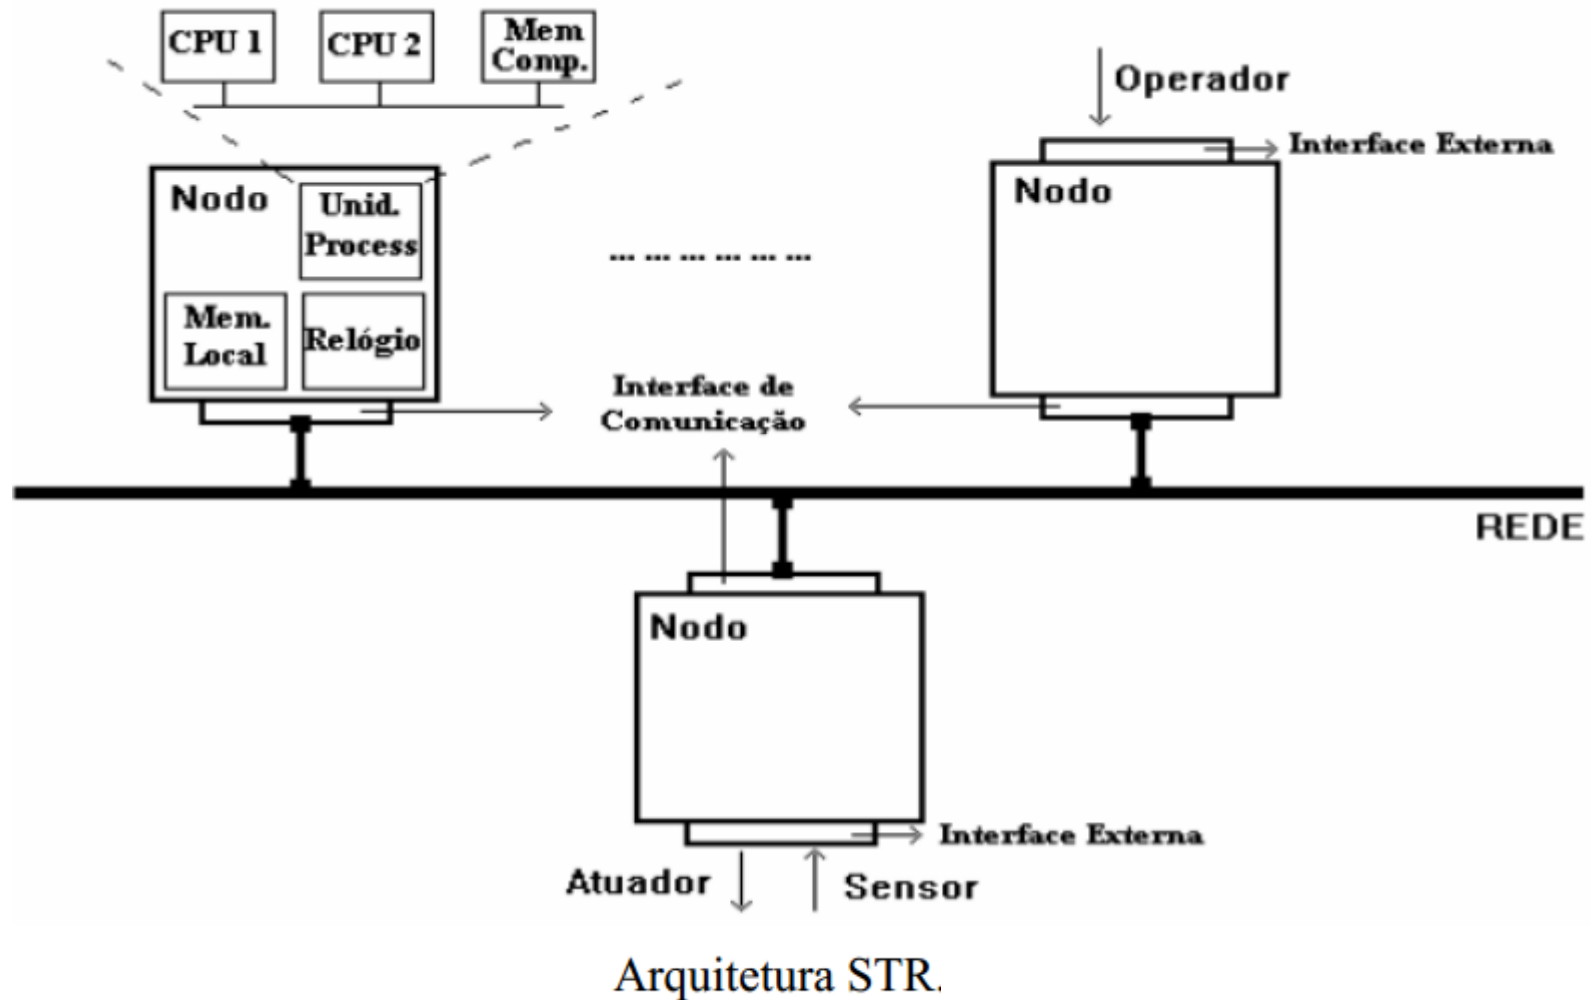 CPU 1
CPU 2
Mem
Comp.
Operador
Interface Externa
Nodo
Unid.
Process
Mem.
Local
Relógio
... ... ... ... ... ...
Nodo
Interface de
Comunicação
REDE
Nodo
Interface Externa
Atuador
Sensor
Arquitetura STR.